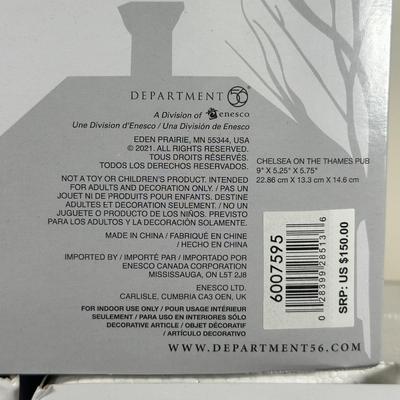 DEPARTMENT 56
A Division of enesco
Une Division d'Enesco / Una División de Enesco
EDEN PRAIRIE, MN 55344, USA
© 2021. ALL RIGHTS RESERVED.
TOUS DROITS RÉSERVÉS.
TODOS LOS DERECHOS RESERVADOS.
NOT A TOY OR CHILDREN'S PRODUCT. INTENDED
FOR ADULTS AND DECORATION ONLY. / PAS UN
JOUET NI DE PRODUIT POUR ENFANTS. DESTINE
ADULTES ET DÉCORATION SEULEMENT. / NO UN
JUGUETE O PRODUCTO DE LOS NIÑOS. PREVISTO
PARA LOS ADULTOS Y LA DECORACIÓN SOLAMENTE.
MADE IN CHINA / FABRIQUÉ EN CHINE
/ HECHO EN CHINA
IMPORTED BY / IMPORTÉ PAR / IMPORTADO POR
ENESCO CANADA CORPORATION
MISSISSAUGA, ON L5T 2J8
ENESCO LTD.
CARLISLE, CUMBRIA CA3 OEN, UK
FOR INDOOR USE ONLY / POUR USAGE INTÉRIEUR
SEULEMENT / PARA USO EN INTERIORES SÓLO
DECORATIVE ARTICLE / OBJET DÉCORATIF
/ ARTÍCULO DECORATIVO
WWW.DEPARTMENT56.COM
CHELSEA ON THE THAMES PUB
9" X 5.25" X 5.75"
22.86 cm X 13.3 cm X 14.6 cm
6007595
0 28399 28513 6
SRP: US $150.00